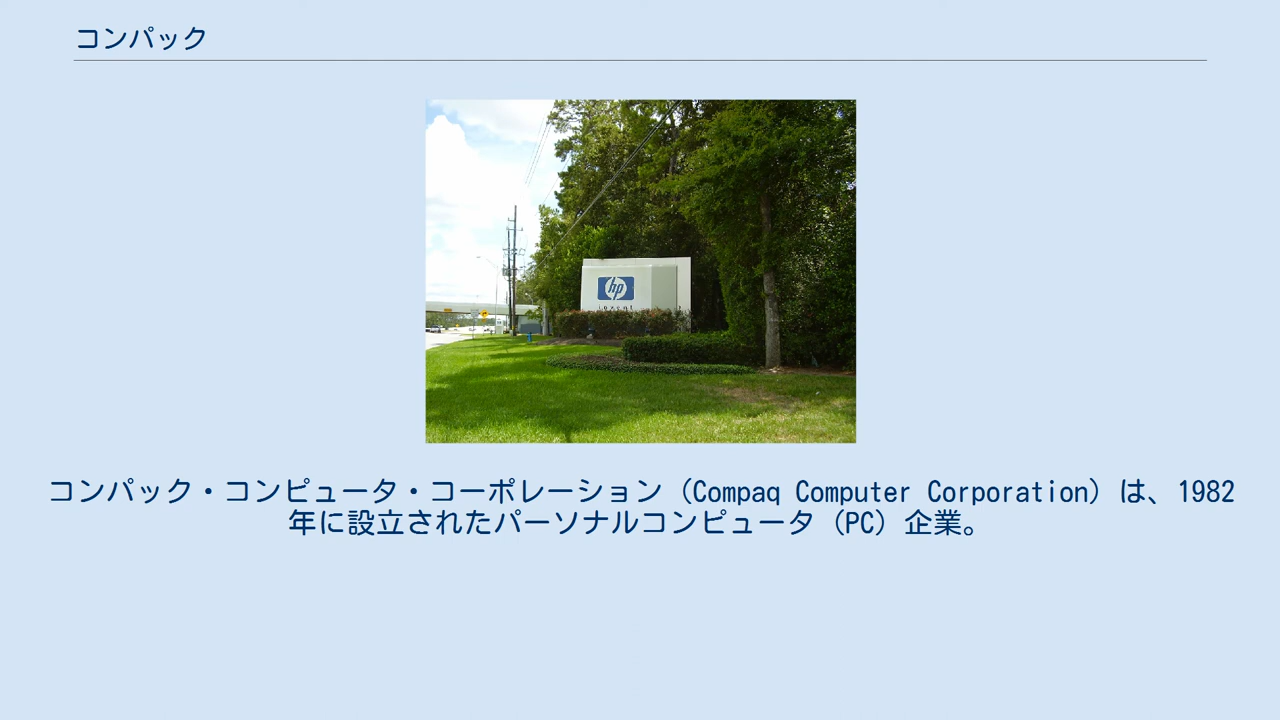 コンパック
hp
invent
コンパック・コンピュータ・コーポレーション（Compaq Computer Corporation）は、1982
年に設立されたパーソナルコンピュータ（PC）企業。